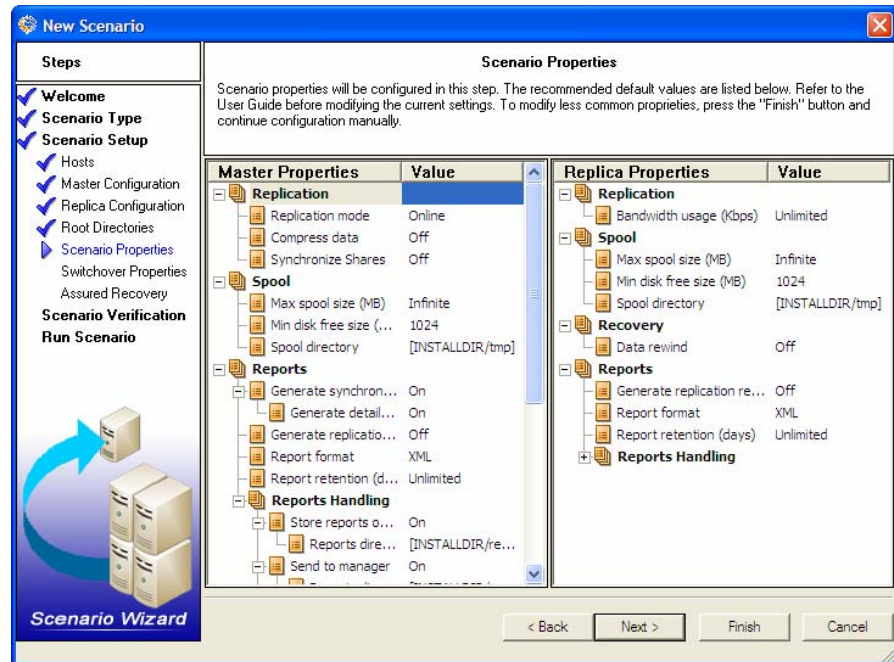 New Scenario
Steps
Welcome
Scenario Type
Scenario Setup
Hosts
Master Configuration
Replica Configuration
Root Directories
Scenario Properties
Switchover Properties
Assured Recovery
Scenario Verification
Run Scenario
Scenario Wizard
Scenario Properties
Scenario properties will be configured in this step. The recommended default values are listed below. Refer to the
User Guide before modifying the current settings. To modify less common proprieties, press the "Finish" button and
continue configuration manually.
Master Properties Value
Replication
Replication mode Online
Compress data Off
Synchronize Shares Off
Spool
Max spool size (MB) Infinite
Min disk free size (... 1024
Spool directory [INSTALLDIR/tmp]
Reports
Generate synchron... On
Generate detail... On
Generate replicatio... Off
Report format XML
Report retention (d... Unlimited
Reports Handling
Store reports o... On
Reports dire... [INSTALLDIR/re...
Send to manager On
Replica Properties Value
Replication
Bandwidth usage (Kbps) Unlimited
Spool
Max spool size (MB) Infinite
Min disk free size (MB) 1024
Spool directory [INSTALLDIR/tmp]
Recovery
Data rewind Off
Reports
Generate replication re... Off
Report format XML
Report retention (days) Unlimited
Reports Handling
< Back Next > Finish Cancel